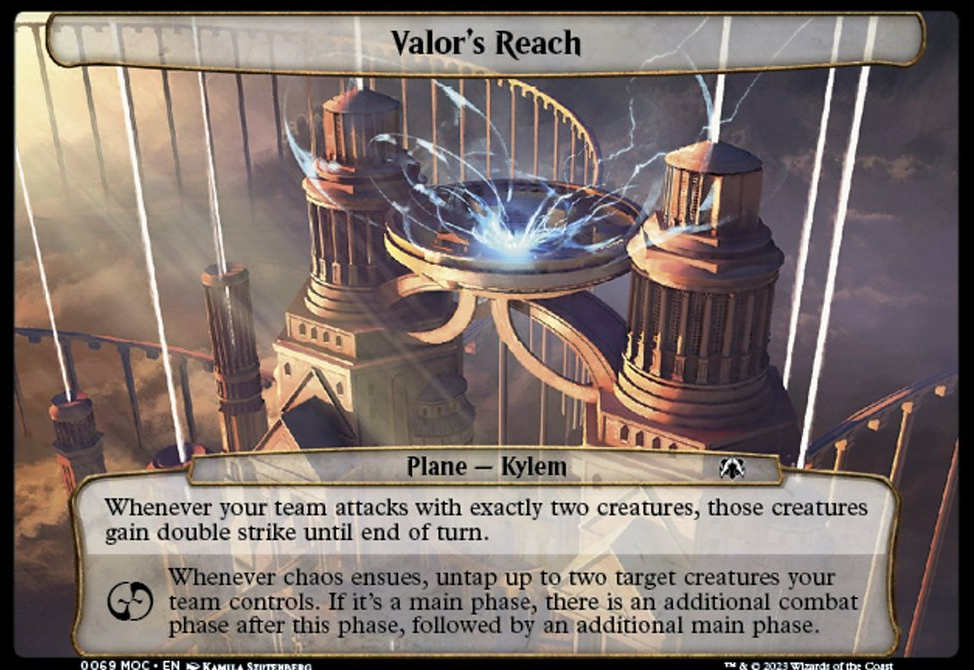 Valor's Reach
Plane — Kylem
Whenever your team attacks with exactly two creatures, those creatures
gain double strike until end of turn.
Whenever chaos ensues, untap up to two target creatures your
team controls. If it's a main phase, there is an additional combat
phase after this phase, followed by an additional main phase.
0069 MOC • EN KAMILA SZUTENBERG
™ & © 2023 Wizards of the Coast